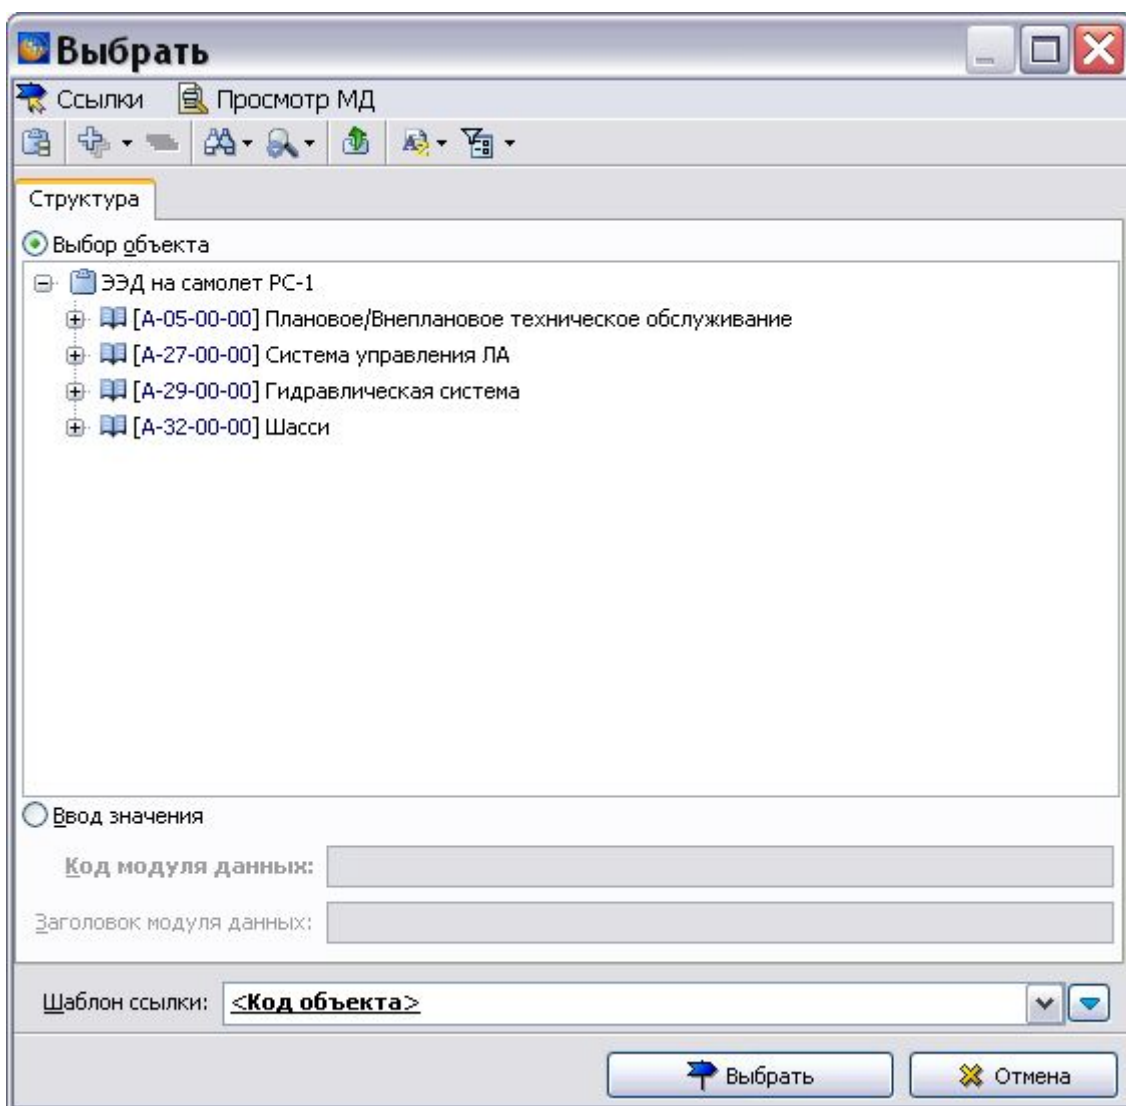 Выбрать
Ссылки Просмотр МД
Структура
Выбор объекта
ЭЭД на самолет РС-1
[A-05-00-00] Плановое/Внеплановое техническое обслуживание
[A-27-00-00] Система управления ЛА
[A-29-00-00] Гидравлическая система
[A-32-00-00] Шасси
Ввод значения
Код модуля данных:
Заголовок модуля данных:
Шаблон ссылки: <Код объекта>
Выбрать Отмена